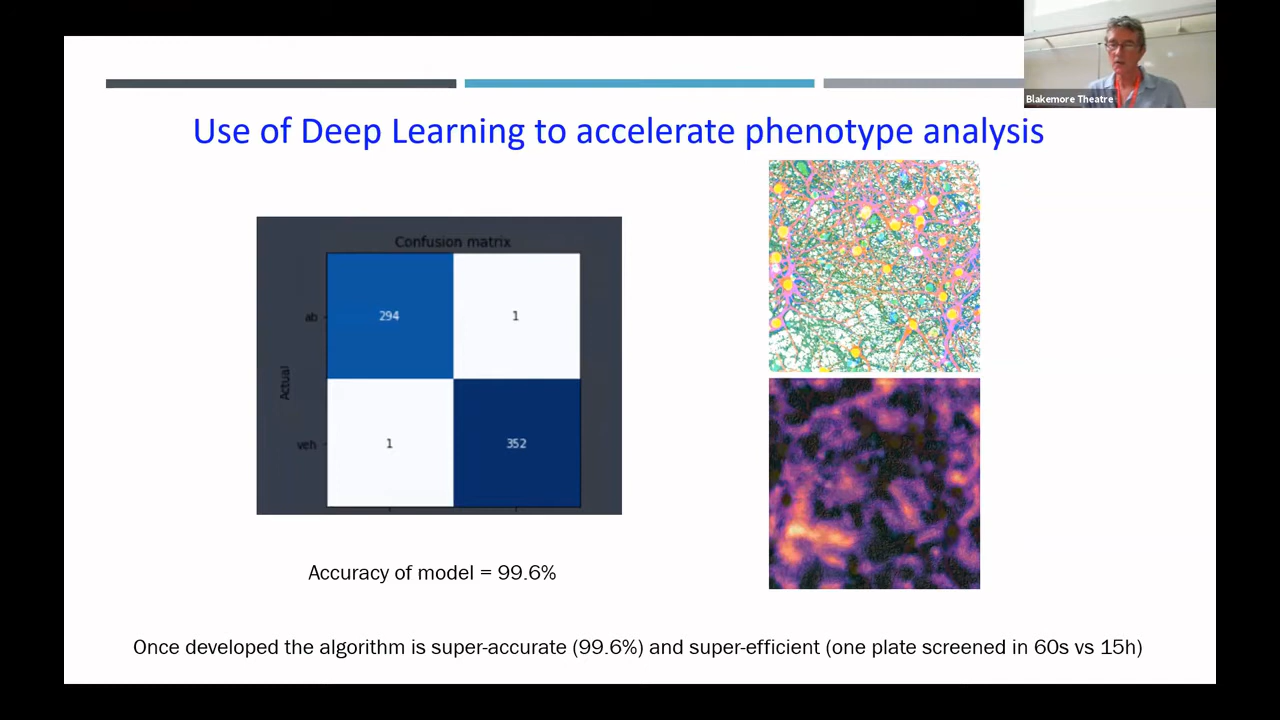 Blakemore Theatre
Use of Deep Learning to accelerate phenotype analysis
Confusion matrix
ab
294
1
Actual
veh
1
352
Accuracy of model = 99.6%
Once developed the algorithm is super-accurate (99.6%) and super-efficient (one plate screened in 60s vs 15h)